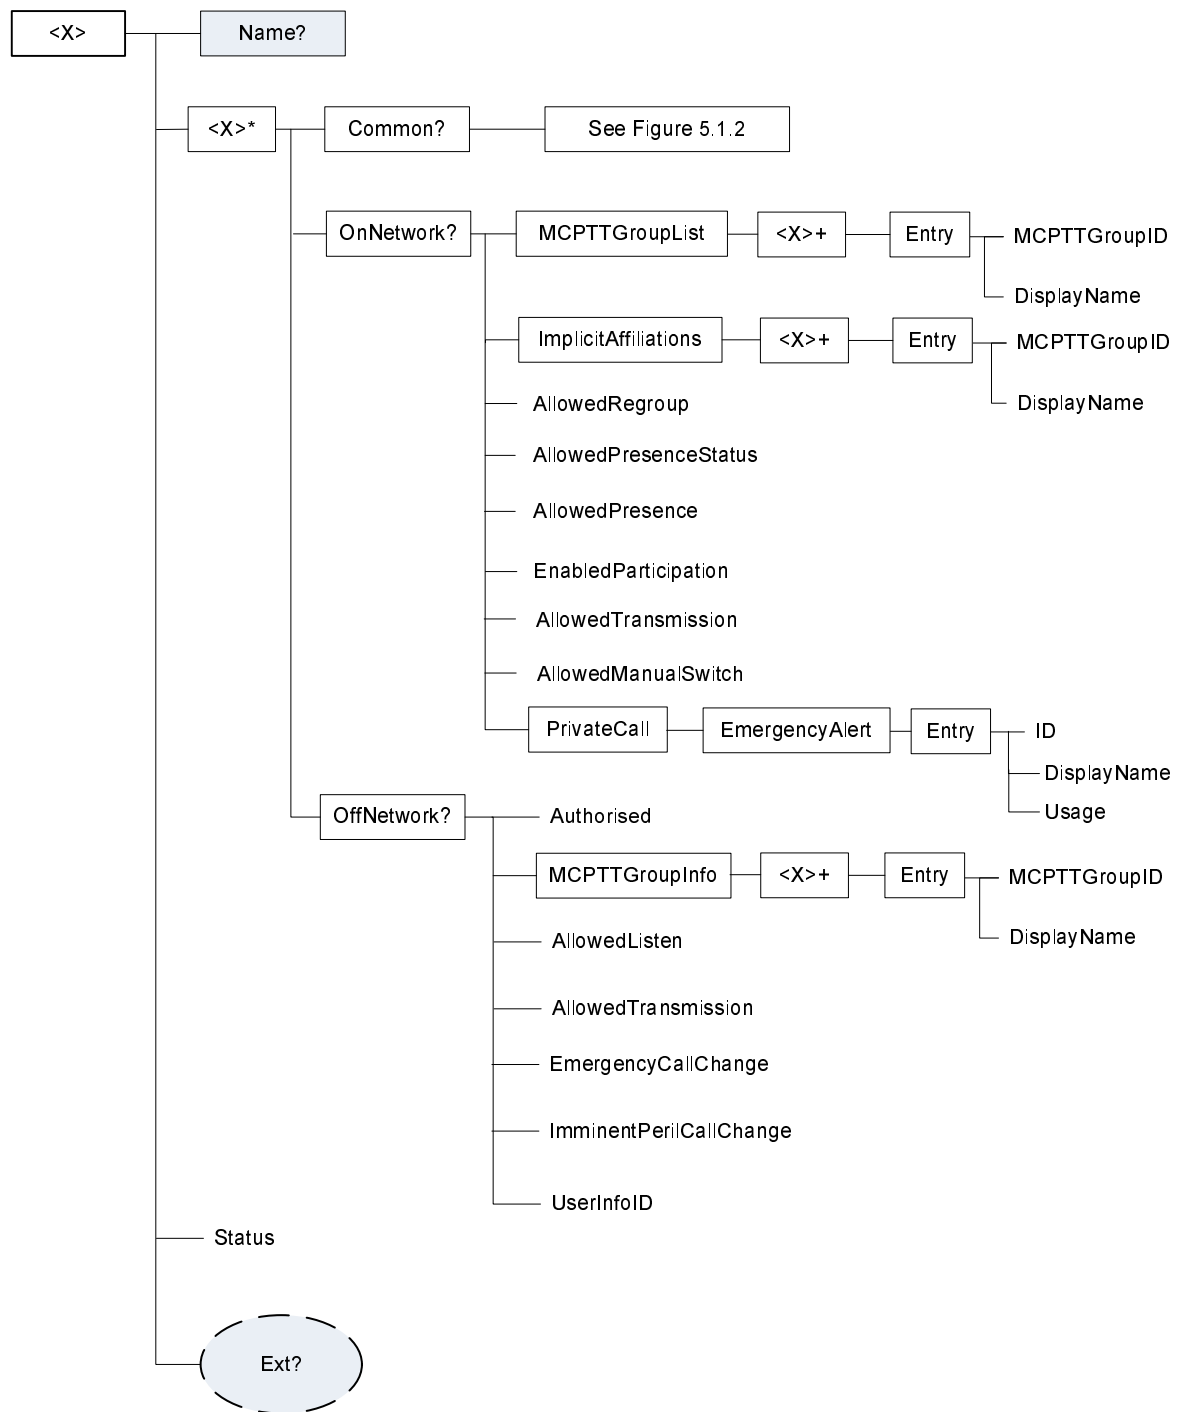 <X>
Name?
<X>*
Common?
See Figure 5.1.2
OnNetwork?
MCPTTGroupList
<X>+
Entry
MCPTTGroupID
DisplayName
ImplicitAffiliations
<X>+
Entry
MCPTTGroupID
DisplayName
AllowedRegroup
AllowedPresenceStatus
AllowedPresence
EnabledParticipation
AllowedTransmission
AllowedManualSwitch
PrivateCall
EmergencyAlert
Entry
ID
DisplayName
Usage
OffNetwork?
Authorised
MCPTTGroupInfo
<X>+
Entry
MCPTTGroupID
DisplayName
AllowedListen
AllowedTransmission
EmergencyCallChange
ImminentPerilCallChange
UserInfoID
Status
Ext?